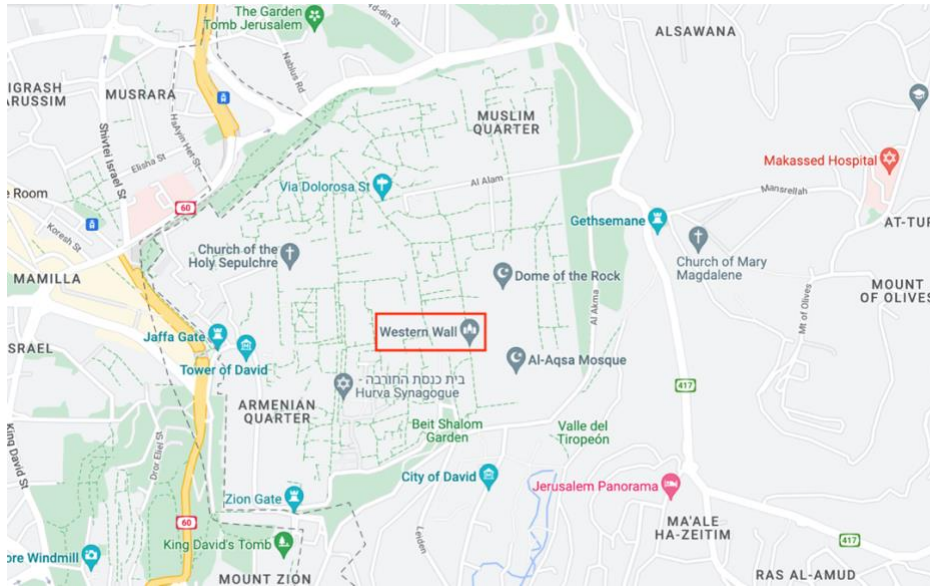 The Garden
Tomb Jerusalem
Nablus Rd
ALSAWANA
IGRASH
ARUSSIM
MUSRARA
HaAyin Het St
Shivtei Israel St
Elisha St
MUSLIM
QUARTER
Makassed Hospital
e Room
Via Dolorosa St
Al Alam
Mansrellah
60
Koresh St
Gethsemane
AT-TUR
Church of the
Holy Sepulchre
Church of Mary
Magdalene
MAMILLA
Dome of the Rock
MOUNT
OF OLIVES
Al Akma
Mt of Olives
Jaffa Gate
Western Wall
SRAEL
Tower of David
Al-Aqsa Mosque
בית כנסת החורבה -
Hurva Synagogue
417
ARMENIAN
QUARTER
Beit Shalom
Garden
Valle del
Tiropeón
King David St
Dror Eliel St
City of David
Jerusalem Panorama
Zion Gate
60
Leiden
MA'ALE
HA-ZEITIM
King David's Tomb
417
ore Windmill
MOUNT ZION
RAS AL-AMUD